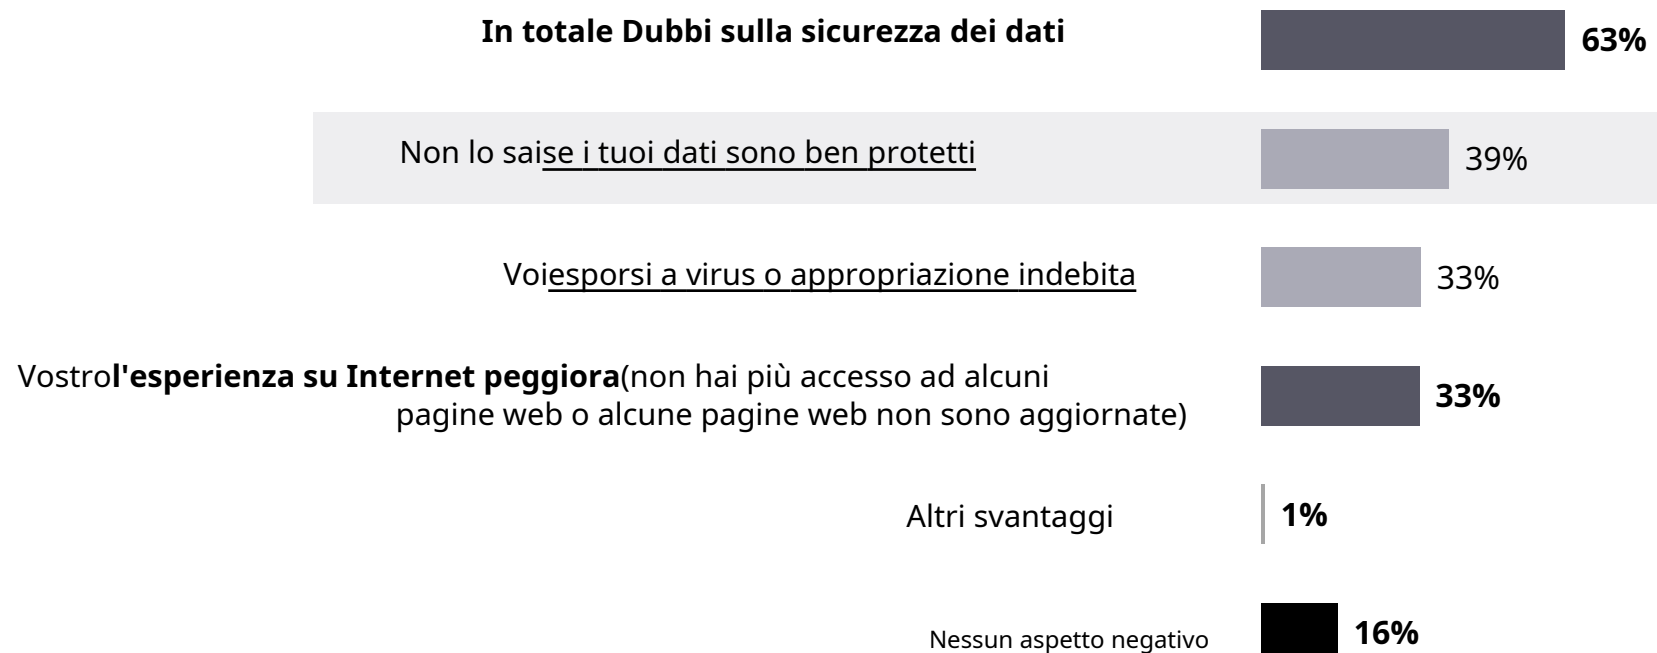 In totale Dubbi sulla sicurezza dei dati 63%
Non lo saise i tuoi dati sono ben protetti 39%
Voiesporsi a virus o appropriazione indebita 33%
Vostrol'esperienza su Internet peggiora(non hai più accesso ad alcuni
pagine web o alcune pagine web non sono aggiornate) 33%
Altri svantaggi 1%
Nessun aspetto negativo 16%